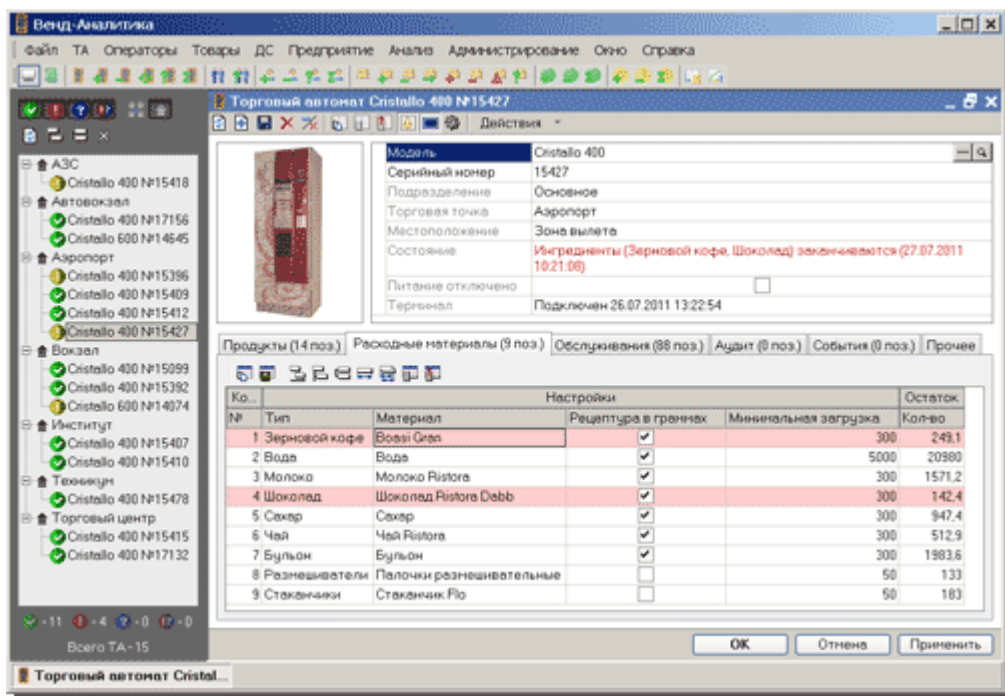 Венд-Аналитика
Файл ТА Операторы Товары ДС Предприятие Анализ Администрирование Окно Справка
Торговый автомат Cristallo 400 №15427
Действия
АЗС
Cristallo 400 №15418
Автовокзал
Cristallo 400 №17156
Cristallo 600 №14645
Аэропорт
Cristallo 400 №15396
Cristallo 400 №15409
Cristallo 400 №15412
Cristallo 400 №15427
Вокзал
Cristallo 400 №15099
Cristallo 400 №15392
Cristallo 600 №14074
Институт
Cristallo 400 №15407
Cristallo 400 №15410
Техникум
Cristallo 400 №15478
Торговый центр
Cristallo 400 №15415
Cristallo 400 №17132
-11 -4 -0 -0
Всего ТА-15
Модель Cristallo 400
Серийный номер 15427
Подразделение Основное
Торговая точка Аэропорт
Местоположение Зона вылета
Состояние Ингредиенты (Зерновой кофе, Шоколад) заканчиваются (27.07.2011
10:21:08)
Питание отключено
Терминал Подключен 26.07.2011 13:22:54
Продукты (14 поз.) Расходные материалы (9 поз.) Обслуживания (88 поз.) Аудит (0 поз.) События (0 поз.) Прочее
Ко... Настройки Остаток
№ Тип Материал Рецептура в граммах Минимальная загрузка Кол-во
1 Зерновой кофе Boasi Gran 300 249,1
2 Вода Вода 5000 20980
3 Молоко Молоко Ristora 300 1571,2
4 Шоколад Шоколад Ristora Dabb 300 142,4
5 Сахар Сахар 300 947,4
6 Чай Чай Ristora 300 512,9
7 Бульон Бульон 300 1983,6
8 Размешиватели Палочки размешивательные 50 133
9 Стаканчики Стаканчик Flo 50 183
OK Отмена Применить
Торговый автомат Cristal...